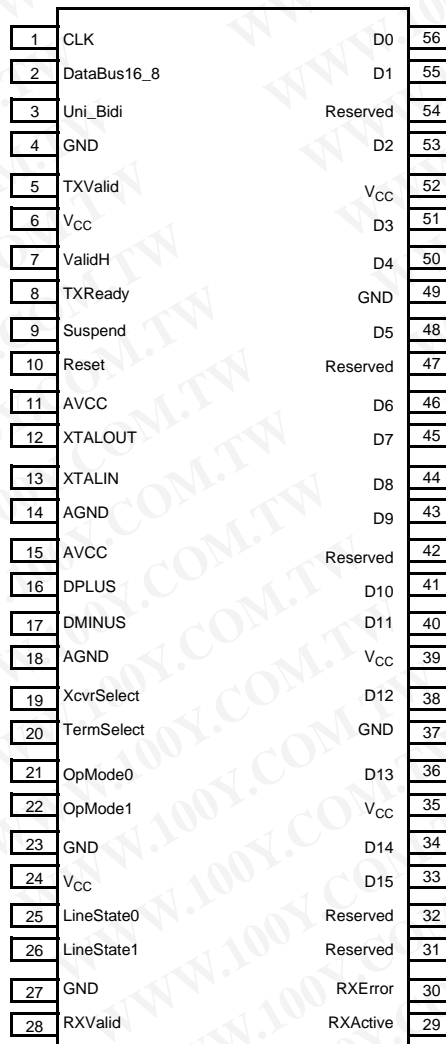 1 CLK D0 56
2 DataBus16_8 D1 55
3 Uni_Bidi Reserved 54
4 GND D2 53
5 TXValid VCC 52
6 VCC D3 51
7 ValidH D4 50
8 TXReady GND 49
9 Suspend D5 48
10 Reset Reserved 47
11 AVCC D6 46
12 XTALOUT D7 45
13 XTALIN D8 44
14 AGND D9 43
15 AVCC Reserved 42
16 DPLUS D10 41
17 DMINUS D11 40
18 AGND VCC 39
19 XcvrSelect D12 38
20 TermSelect GND 37
21 OpMode0 D13 36
22 OpMode1 VCC 35
23 GND D14 34
24 VCC D15 33
25 LineState0 Reserved 32
26 LineState1 Reserved 31
27 GND RXError 30
28 RXValid RXActive 29
WWW.100Y.COM.TW